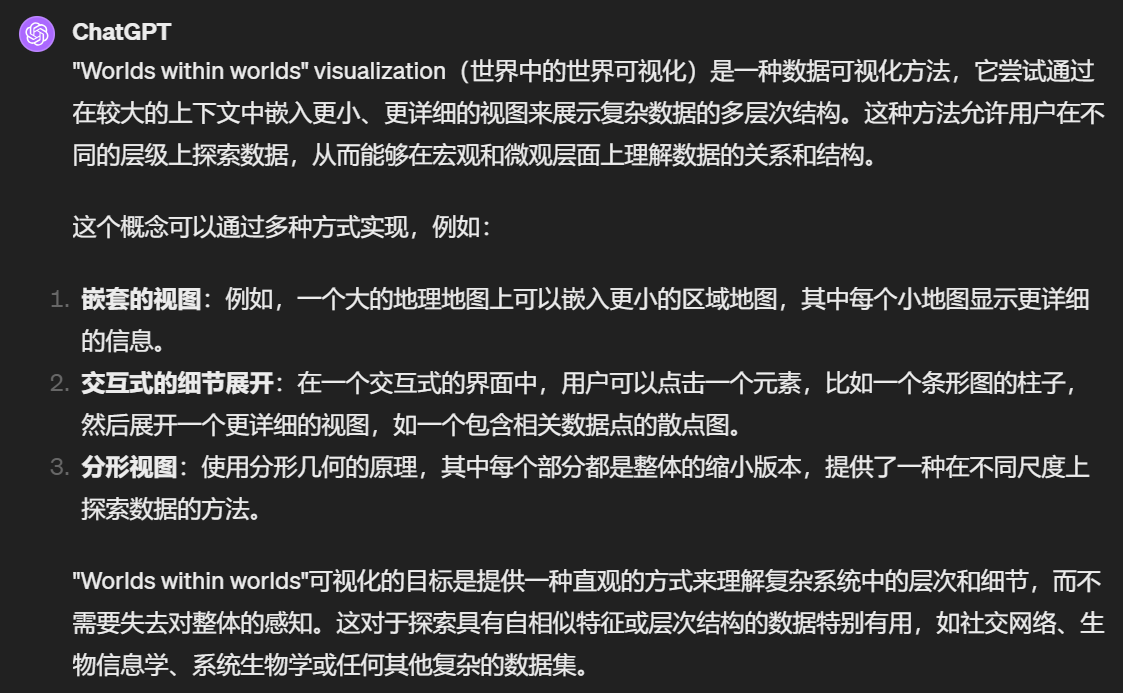 ChatGPT
"Worlds within worlds" visualization（世界中的世界可视化）是一种数据可视化方法，它尝试通过
在较大的上下文中嵌入更小、更详细的视图来展示复杂数据的多层次结构。这种方法允许用户在不
同的层级上探索数据，从而能够在宏观和微观层面上理解数据的关系和结构。
这个概念可以通过多种方式实现，例如：
1. 嵌套的视图：例如，一个大的地理地图上可以嵌入更小的区域地图，其中每个小地图显示更详细
的信息。
2. 交互式的细节展开：在一个交互式的界面中，用户可以点击一个元素，比如一个条形图的柱子，
然后展开一个更详细的视图，如一个包含相关数据点的散点图。
3. 分形视图：使用分形几何的原理，其中每个部分都是整体的缩小版本，提供了一种在不同尺度上
探索数据的方法。
"Worlds within worlds"可视化的目标是提供一种直观的方式来理解复杂系统中的层次和细节，而不
需要失去对整体的感知。这对于探索具有自相似特征或层次结构的数据特别有用，如社交网络、生
物信息学、系统生物学或任何其他复杂的数据集。